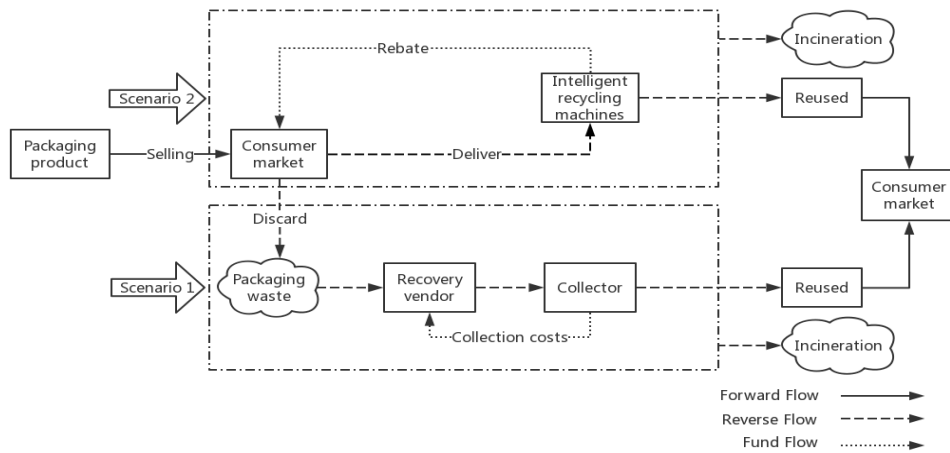 Rebate
Incineration
Scenario 2
Intelligent
recycling
machines
Reused
Packaging
product
Selling
Consumer
market
Deliver
Consumer
market
Discard
Scenario 1
Packaging
waste
Recovery
vendor
Collector
Reused
Collection costs
Incineration
Forward Flow
Reverse Flow
Fund Flow